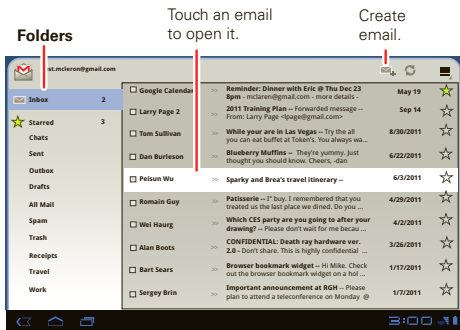 Touch an email
to open it.
Create
email.
Folders
st.mcleron@gmail.com
Inbox 2
Starred 3
Chats
Sent
Outbox
Drafts
All Mail
Spam
Trash
Receipts
Travel
Work
Google Calendar >> Reminder: Dinner with Eric @ Thu Dec 23 May 19
8pm - mclaren@gmail.com - more details -
Larry Page 2 >> 2011 Training Plan -- Forwarded message -- Sep 14
From: Larry Page <lpage@gmail.com>
Tom Sullivan >> While your are in Las Vegas -- Try the all 8/30/2011
you can eat buffet at Token's. You always wa...
Dan Burleson >> Blueberry Muffins -- They're yummy. Just 6/22/2011
thought you should know. Cheers, -dan
Peisun Wu >> Sparky and Brea's travel itinerary -- 6/3/2011
Romain Guy >> Patisserie -- I" buy. I remembered that you 4/29/2011
treated us the last place we dined. Do you ...
Wei Haurg >> Which CES party are you going to after your 4/2/2011
drawing? -- Please don't wait for me becau ...
Alan Boots >> CONFIDENTIAL: Death ray hardware ver. 3/26/2011
2.0 - Don't share. This is highly confidential ...
Bart Sears >> Browser bookmark widget -- Hi Mike. Check 1/17/2011
out the browser bookmark widget on a hol ...
Sergey Brin >> Important announcement at RGH -- Please 1/7/2011
plan to attend a teleconference on Monday @
3:00